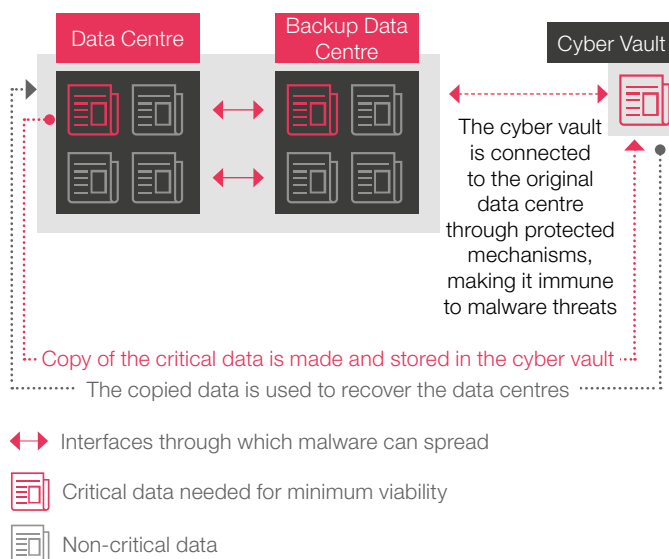 Data Centre
Backup Data
Centre
Cyber Vault
The cyber vault
is connected
to the original
data centre
through protected
mechanisms,
making it immune
to malware threats
Copy of the critical data is made and stored in the cyber vault
The copied data is used to recover the data centres
Interfaces through which malware can spread
Critical data needed for minimum viability
Non-critical data